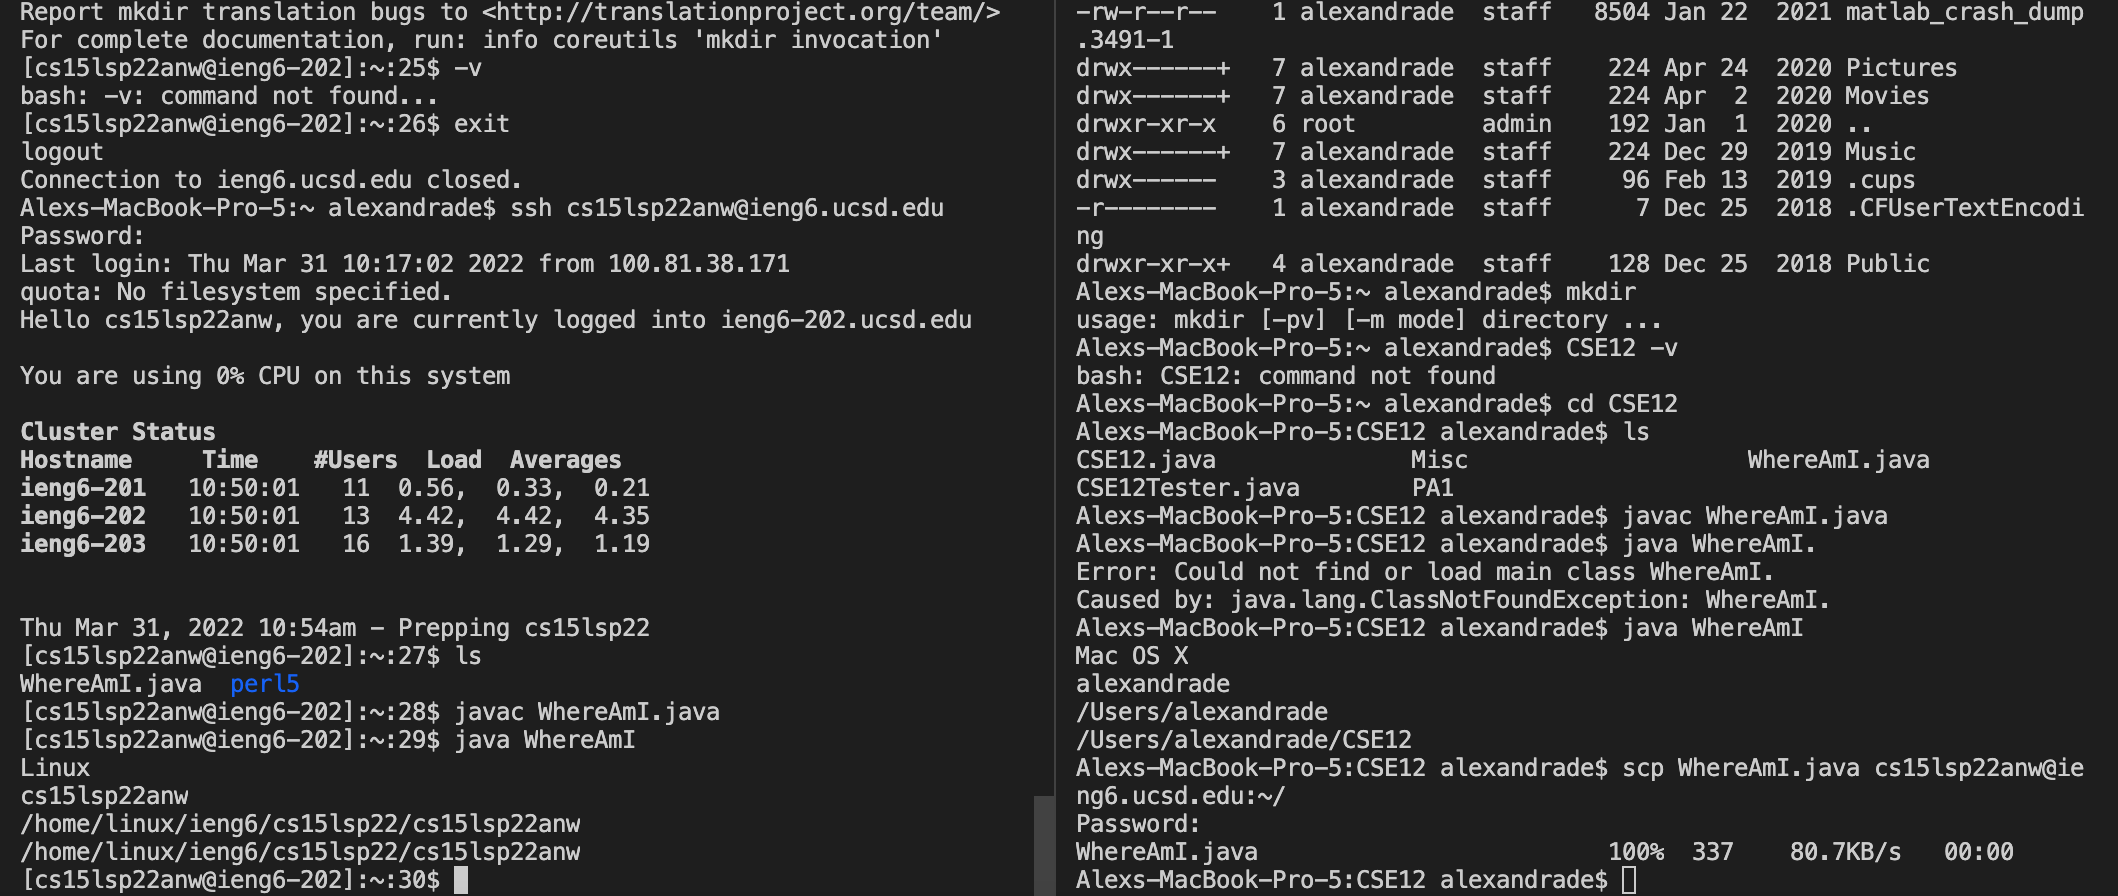 Report mkdir translation bugs to <http://translationproject.org/team/>
For complete documentation, run: info coreutils 'mkdir invocation'
[cs15lsp22anw@ieng6-202]:~:25$ -v
bash: -v: command not found...
[cs15lsp22anw@ieng6-202]:~:26$ exit
logout
Connection to ieng6.ucsd.edu closed.
Alexs-MacBook-Pro-5:~ alexandrade$ ssh cs15lsp22anw@ieng6.ucsd.edu
Password:
Last login: Thu Mar 31 10:17:02 2022 from 100.81.38.171
quota: No filesystem specified.
Hello cs15lsp22anw, you are currently logged into ieng6-202.ucsd.edu
You are using 0% CPU on this system
Cluster Status
Hostname     Time    #Users  Load  Averages
ieng6-201   10:50:01   11  0.56,  0.33,  0.21
ieng6-202   10:50:01   13  4.42,  4.42,  4.35
ieng6-203   10:50:01   16  1.39,  1.29,  1.19
Thu Mar 31, 2022 10:54am - Prepping cs15lsp22
[cs15lsp22anw@ieng6-202]:~:27$ ls
WhereAmI.java  perl5
[cs15lsp22anw@ieng6-202]:~:28$ javac WhereAmI.java
[cs15lsp22anw@ieng6-202]:~:29$ java WhereAmI
Linux
cs15lsp22anw
/home/linux/ieng6/cs15lsp22/cs15lsp22anw
/home/linux/ieng6/cs15lsp22/cs15lsp22anw
[cs15lsp22anw@ieng6-202]:~:30$
-rw-r--r--    1 alexandrade  staff   8504 Jan 22  2021 matlab_crash_dump
.3491-1
drwx------+   7 alexandrade  staff    224 Apr 24  2020 Pictures
drwx------+   7 alexandrade  staff    224 Apr  2  2020 Movies
drwxr-xr-x    6 root         admin    192 Jan  1  2020 ..
drwx------+   7 alexandrade  staff    224 Dec 29  2019 Music
drwx------    3 alexandrade  staff     96 Feb 13  2019 .cups
-r--------    1 alexandrade  staff      7 Dec 25  2018 .CFUserTextEncodi
ng
drwxr-xr-x+   4 alexandrade  staff    128 Dec 25  2018 Public
Alexs-MacBook-Pro-5:~ alexandrade$ mkdir
usage: mkdir [-pv] [-m mode] directory ...
Alexs-MacBook-Pro-5:~ alexandrade$ CSE12 -v
bash: CSE12: command not found
Alexs-MacBook-Pro-5:~ alexandrade$ cd CSE12
Alexs-MacBook-Pro-5:CSE12 alexandrade$ ls
CSE12.java              Misc                    WhereAmI.java
CSE12Tester.java        PA1
Alexs-MacBook-Pro-5:CSE12 alexandrade$ javac WhereAmI.java
Alexs-MacBook-Pro-5:CSE12 alexandrade$ java WhereAmI.
Error: Could not find or load main class WhereAmI.
Caused by: java.lang.ClassNotFoundException: WhereAmI.
Alexs-MacBook-Pro-5:CSE12 alexandrade$ java WhereAmI
Mac OS X
alexandrade
/Users/alexandrade
/Users/alexandrade/CSE12
Alexs-MacBook-Pro-5:CSE12 alexandrade$ scp WhereAmI.java cs15lsp22anw@ie
ng6.ucsd.edu:~/
Password:
WhereAmI.java                         100%  337    80.7KB/s   00:00
Alexs-MacBook-Pro-5:CSE12 alexandrade$